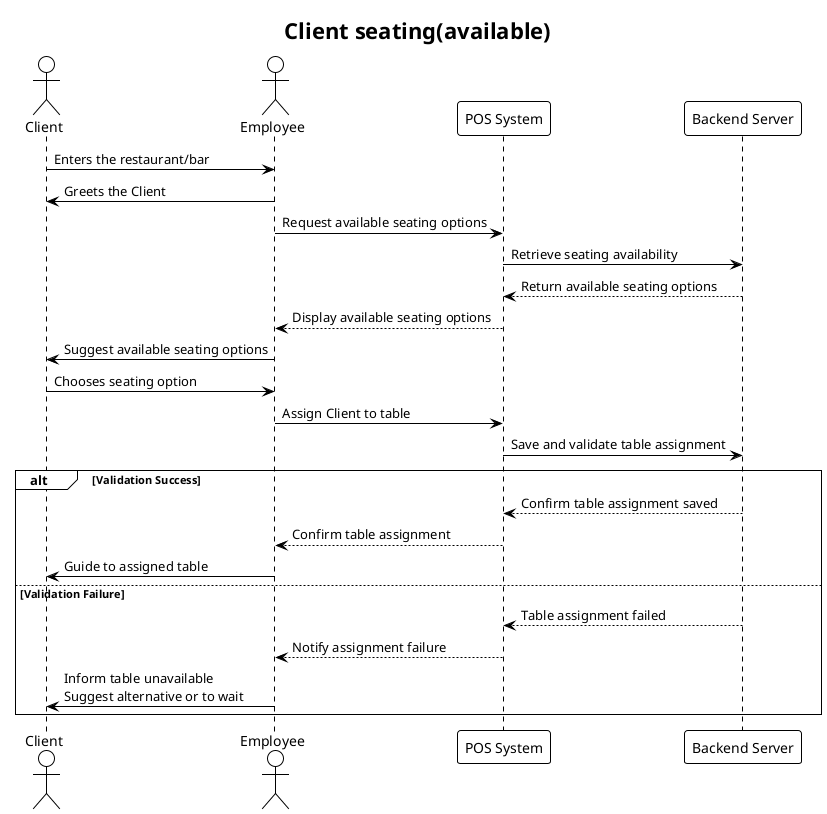 Client seating(available)
Client
Employee
POS System
Backend Server
Enters the restaurant/bar
Greets the Client
Request available seating options
Retrieve seating availability
Return available seating options
Display available seating options
Suggest available seating options
Chooses seating option
Assign Client to table
Save and validate table assignment
alt [Validation Success]
Confirm table assignment saved
Confirm table assignment
Guide to assigned table
[Validation Failure]
Table assignment failed
Notify assignment failure
Inform table unavailable
Suggest alternative or to wait
Client
Employee
POS System
Backend Server